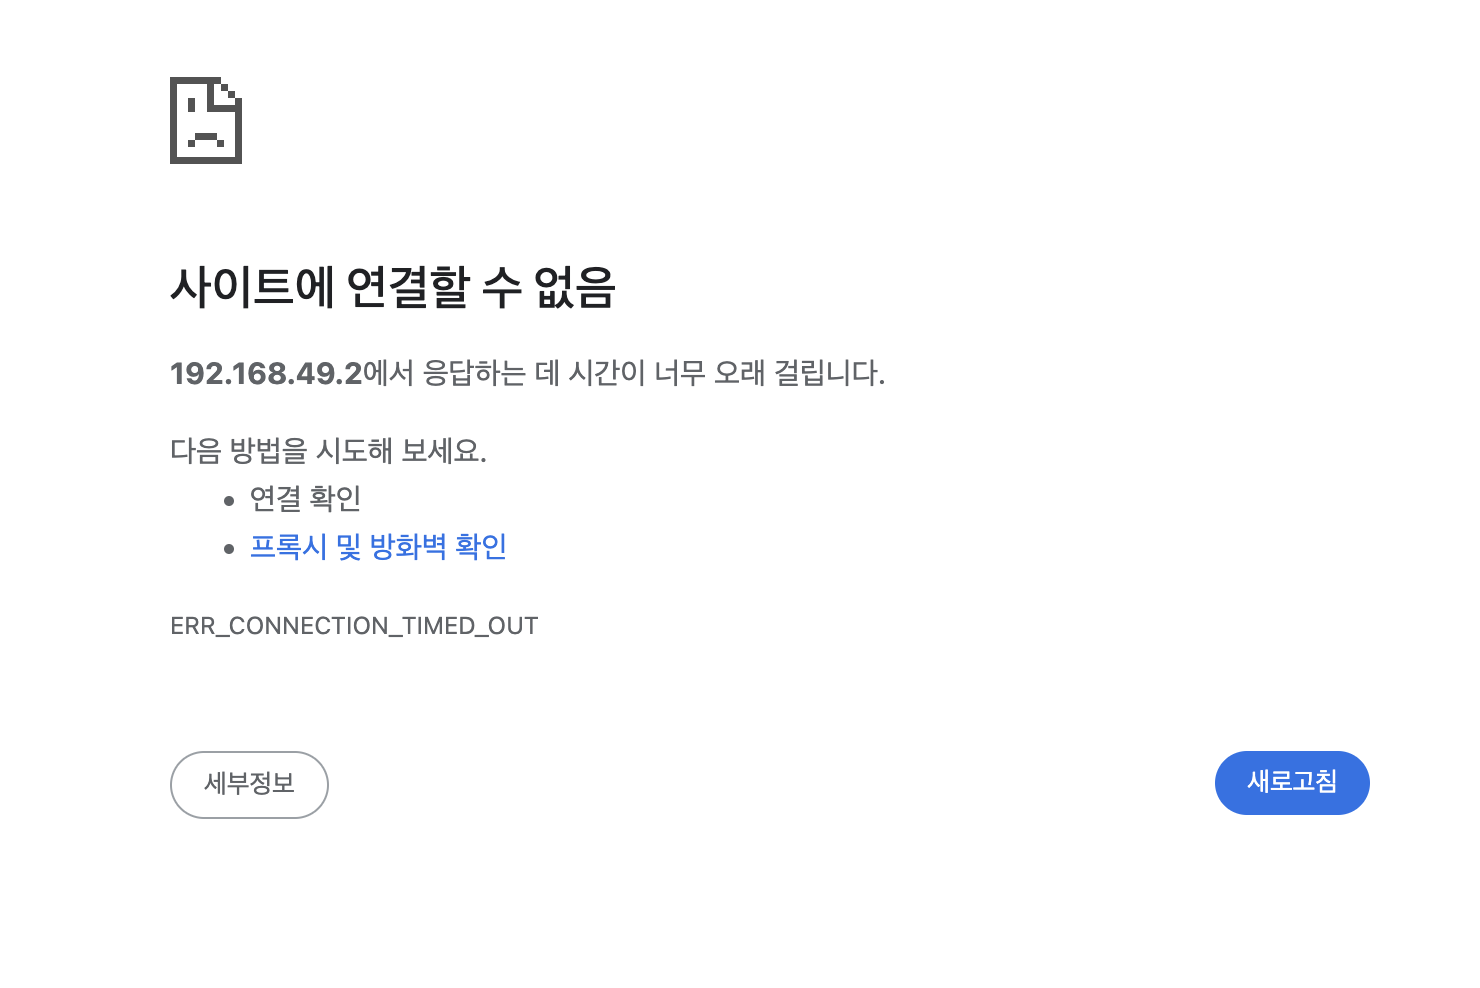 사이트에 연결할 수 없음
192.168.49.2에서 응답하는 데 시간이 너무 오래 걸립니다.
다음 방법을 시도해 보세요.
연결 확인
프록시 및 방화벽 확인
ERR_CONNECTION_TIMED_OUT
세부정보
새로고침